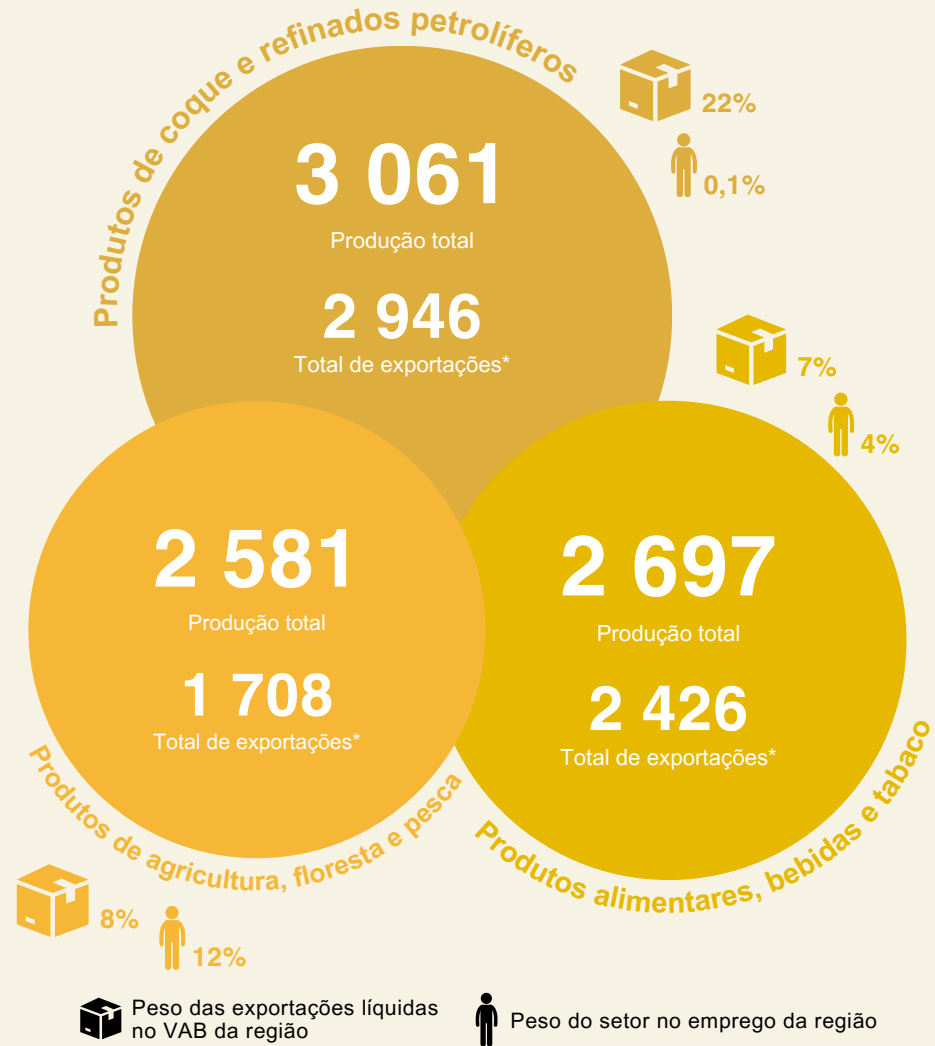 Produtos de coque e refinados petrolíferos
22%
0,1%
3 061
Produção total
2 946
Total de exportações*
7%
4%
2 581
Produção total
1 708
Total de exportações*
2 697
Produção total
2 426
Total de exportações*
Produtos de agricultura, floresta e pesca
Produtos alimentares, bebidas e tabaco
8%
12%
Peso das exportações líquidas
no VAB da região
Peso do setor no emprego da região